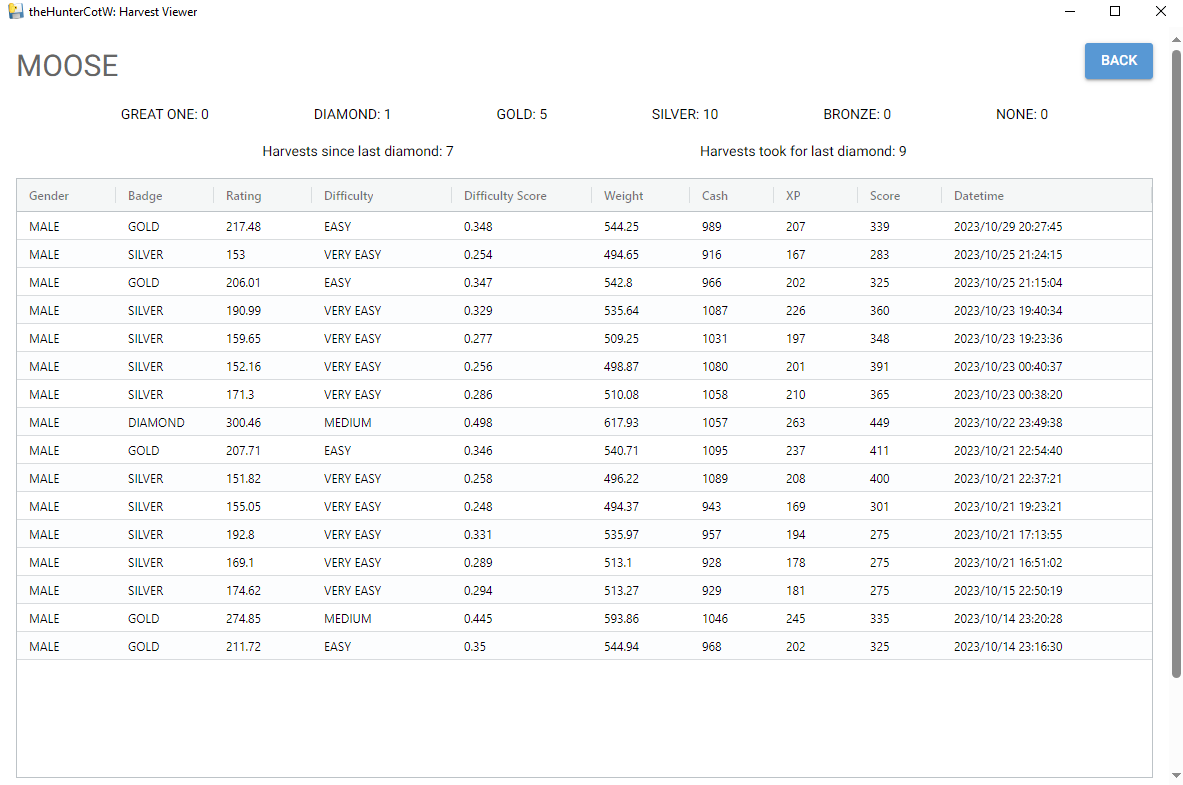 theHunterCotW: Harvest Viewer
MOOSE
BACK
GREAT ONE: 0 DIAMOND: 1 GOLD: 5 SILVER: 10 BRONZE: 0 NONE: 0
Harvests since last diamond: 7 Harvests took for last diamond: 9
Gender Badge Rating Difficulty Difficulty Score Weight Cash XP Score Datetime
MALE GOLD 217.48 EASY 0.348 544.25 989 207 339 2023/10/29 20:27:45
MALE SILVER 153 VERY EASY 0.254 494.65 916 167 283 2023/10/25 21:24:15
MALE GOLD 206.01 EASY 0.347 542.8 966 202 325 2023/10/25 21:15:04
MALE SILVER 190.99 VERY EASY 0.329 535.64 1087 226 360 2023/10/23 19:40:34
MALE SILVER 159.65 VERY EASY 0.277 509.25 1031 197 348 2023/10/23 19:23:36
MALE SILVER 152.16 VERY EASY 0.256 498.87 1080 201 391 2023/10/23 00:40:37
MALE SILVER 171.3 VERY EASY 0.286 510.08 1058 210 365 2023/10/23 00:38:20
MALE DIAMOND 300.46 MEDIUM 0.498 617.93 1057 263 449 2023/10/22 23:49:38
MALE GOLD 207.71 EASY 0.346 540.71 1095 237 411 2023/10/21 22:54:40
MALE SILVER 151.82 VERY EASY 0.258 496.22 1089 208 400 2023/10/21 22:37:21
MALE SILVER 155.05 VERY EASY 0.248 494.37 943 169 301 2023/10/21 19:23:21
MALE SILVER 192.8 VERY EASY 0.331 535.97 957 194 275 2023/10/21 17:13:55
MALE SILVER 169.1 VERY EASY 0.289 513.1 928 178 275 2023/10/21 16:51:02
MALE SILVER 174.62 VERY EASY 0.294 513.27 929 181 275 2023/10/15 22:50:19
MALE GOLD 274.85 MEDIUM 0.445 593.86 1046 245 335 2023/10/14 23:20:28
MALE GOLD 211.72 EASY 0.35 544.94 968 202 325 2023/10/14 23:16:30